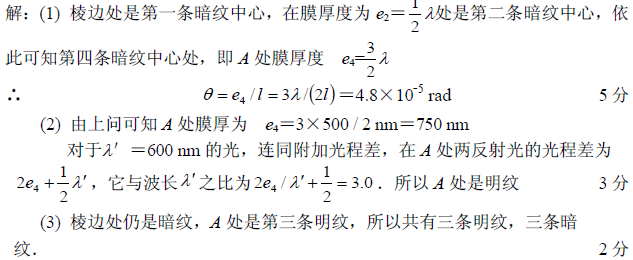 解：(1) 棱边处是第一条暗纹中心，在膜厚度为 e₂＝½λ处是第二条暗纹中心，依
此可知第四条暗纹中心处，即 A 处膜厚度 e₄=3/2 λ
∴ θ = e₄ / l = 3λ /(2l)＝4.8×10⁻⁵ rad 5 分
(2) 由上问可知 A 处膜厚为 e₄＝3×500 / 2 nm＝750 nm
对于λ′ ＝600 nm 的光，连同附加光程差，在 A 处两反射光的光程差为
2e₄ + ½λ′，它与波长λ′之比为 2e₄ / λ′ + ½ = 3.0．所以 A 处是明纹 3 分
(3) 棱边处仍是暗纹，A 处是第三条明纹，所以共有三条明纹，三条暗
纹． 2 分